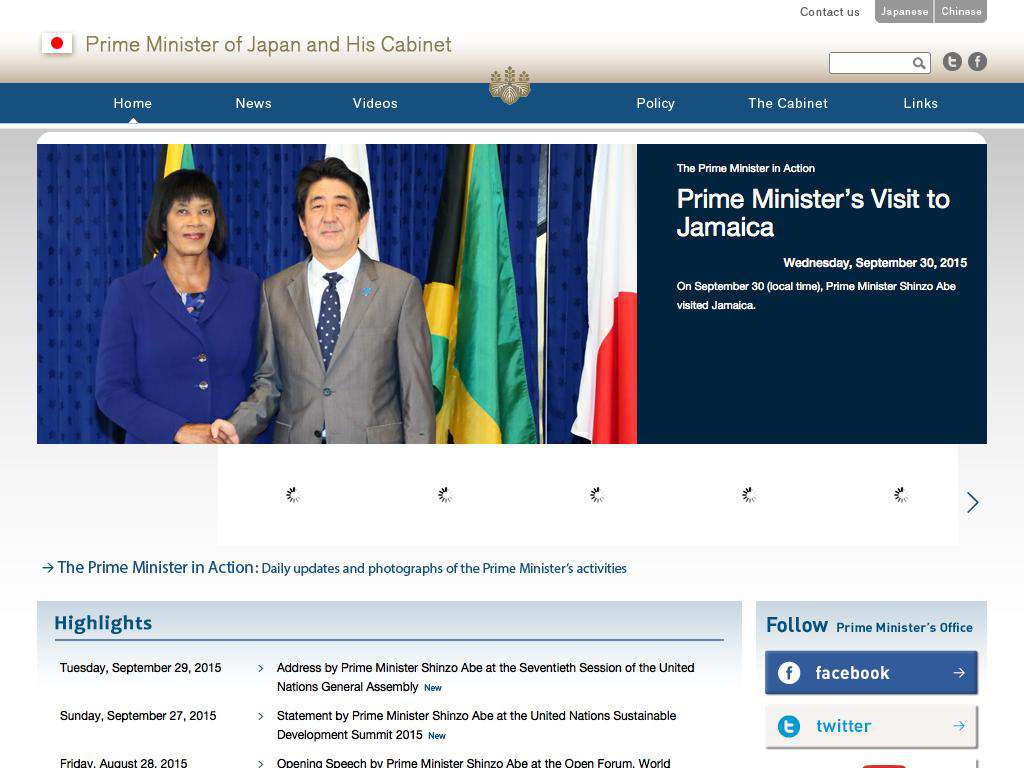 Contact us
Japanese
Chinese
Prime Minister of Japan and His Cabinet
Home
News
Videos
Policy
The Cabinet
Links
The Prime Minister in Action
Prime Minister's Visit to
Jamaica
Wednesday, September 30, 2015
On September 30 (local time), Prime Minister Shinzo Abe
visited Jamaica.
→ The Prime Minister in Action: Daily updates and photographs of the Prime Minister's activities
Highlights
Tuesday, September 29, 2015
Address by Prime Minister Shinzo Abe at the Seventieth Session of the United
Nations General Assembly New
Sunday, September 27, 2015
Statement by Prime Minister Shinzo Abe at the United Nations Sustainable
Development Summit 2015 New
Friday, August 28, 2015
Opening Speech by Prime Minister Shinzo Abe at the Open Forum, World
Follow Prime Minister's Office
facebook
twitter